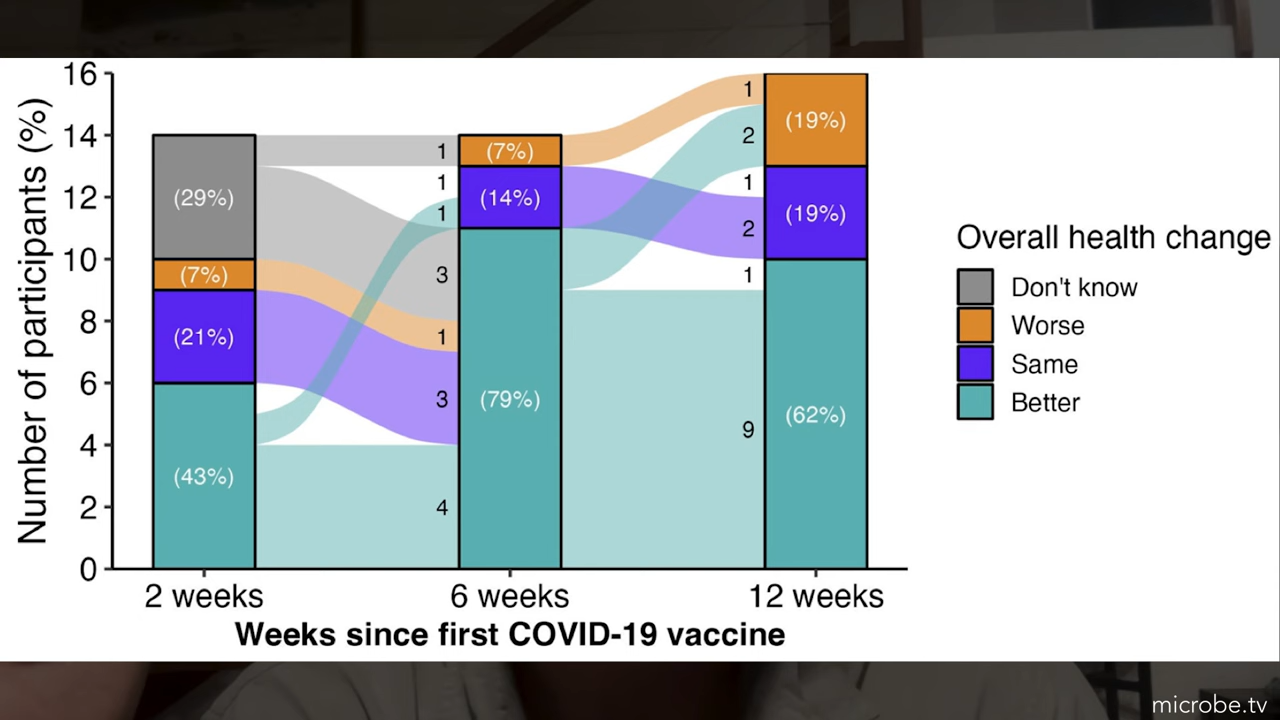 Number of participants (%)
16
14
12
10
8
6
4
2
0
(29%)
(7%)
(21%)
(43%)
1
1
1
3
1
3
4
(7%)
(14%)
(79%)
1
2
1
2
1
9
(19%)
(19%)
(62%)
2 weeks
6 weeks
12 weeks
Weeks since first COVID-19 vaccine
Overall health change
Don't know
Worse
Same
Better
microbe.tv